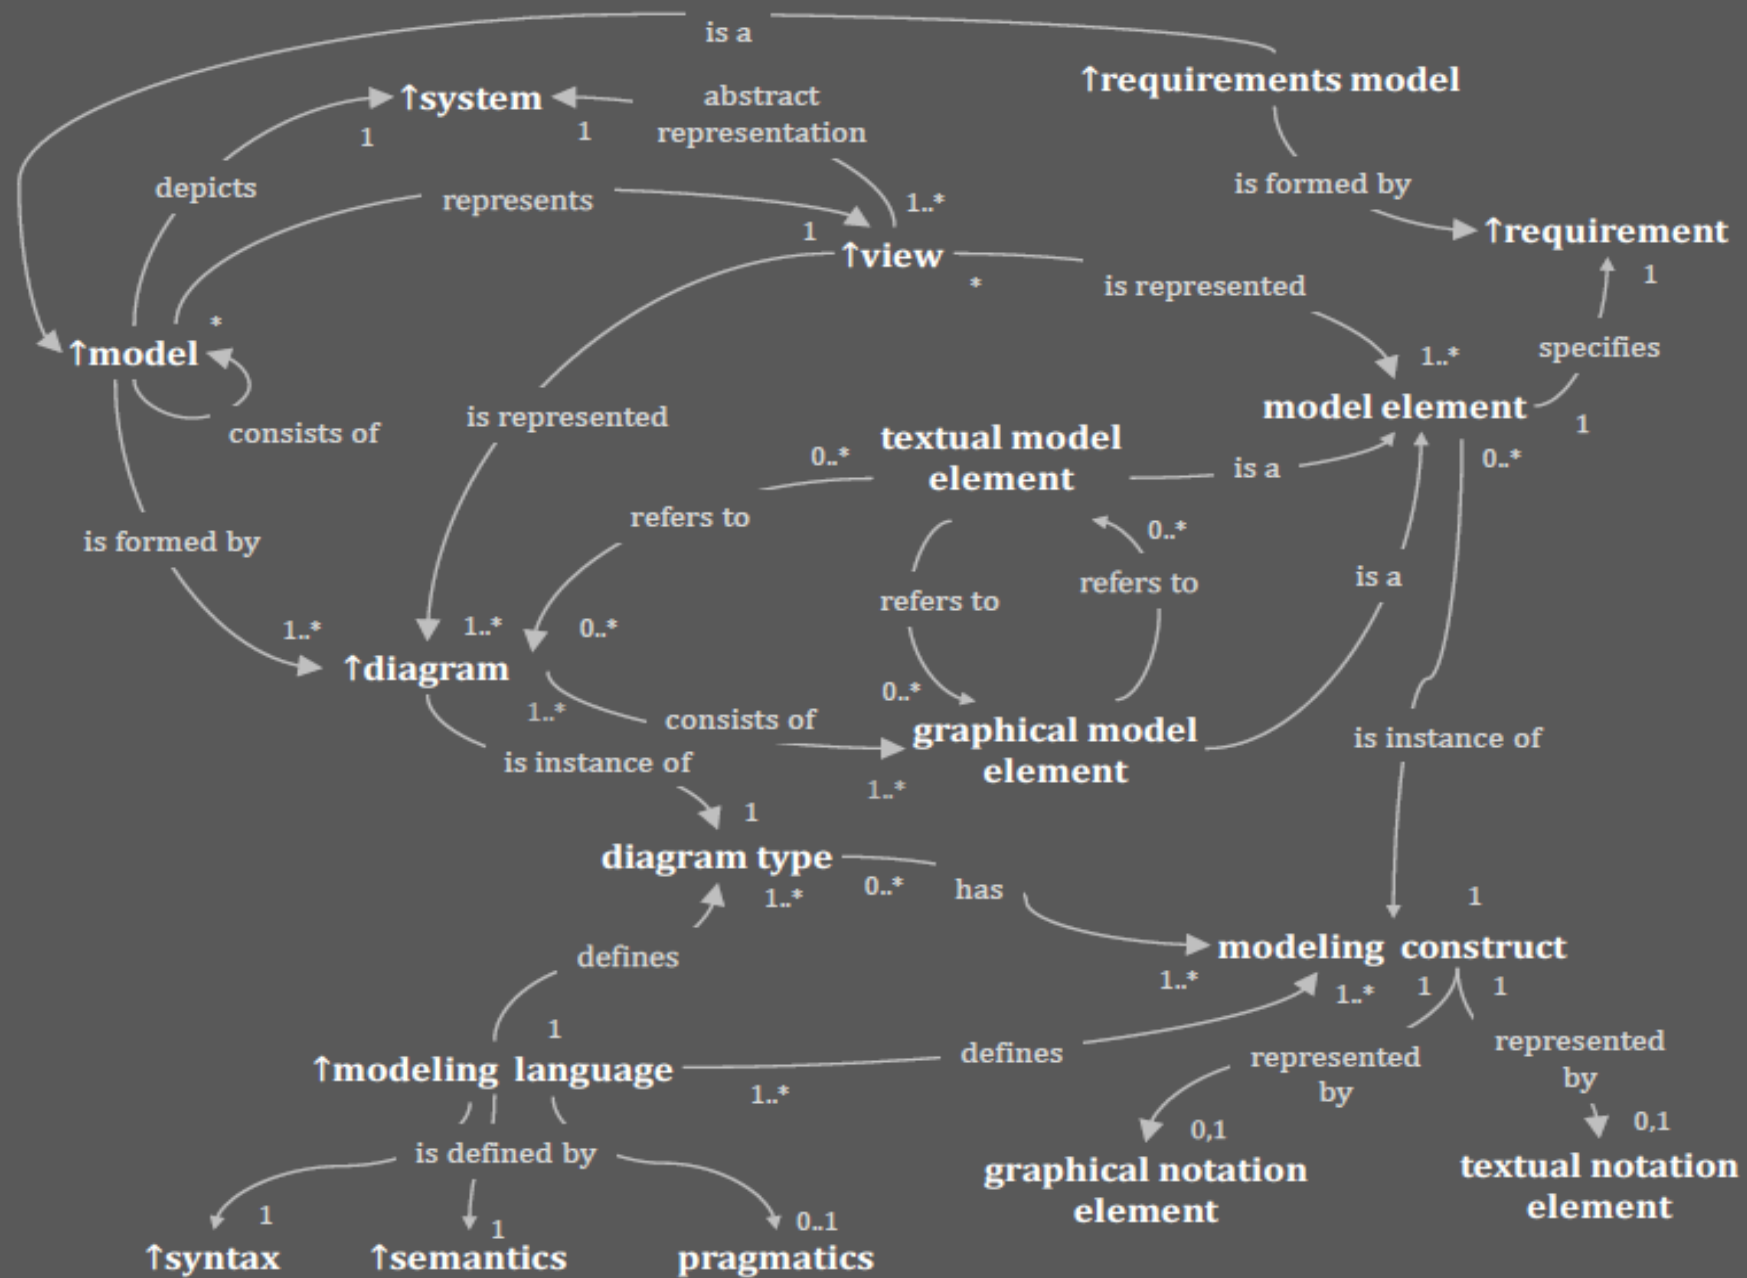 is a
↑requirements model
↑system
abstract
representation
1
1
is formed by
depicts
represents
1..*
1
↑requirement
↑view
*
is represented
1
*
↑model
1..*
specifies
consists of
is represented
model element
1
textual model
element
0..*
is a
0..*
refers to
0..*
is formed by
refers to
is a
refers to
1..*
1..*
0..*
↑diagram
0..*
1..*
consists of
graphical model
element
is instance of
is instance of
1..*
1
diagram type
1..*
0..*
has
1
defines
modeling construct
1..*
1..*
1
1
1
↑modeling language
defines
represented
by
represented
by
1..*
0,1
0,1
is defined by
graphical notation
element
textual notation
element
1
1
0..1
↑syntax
↑semantics
pragmatics